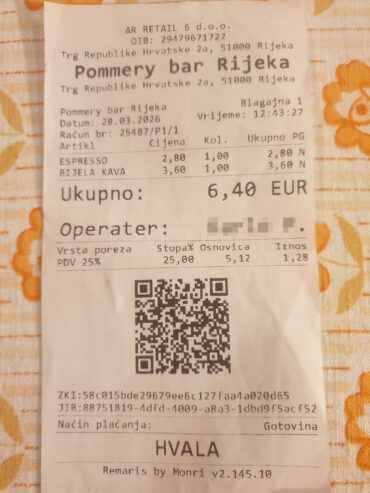 AR RETAIL 6 d.o.o.
OIB: 29479671727
Trg Republike Hrvatske 2a, 51000 Rijeka
Pommery bar Rijeka
Trg Republike Hrvatske 2a, 51000 Rijeka
Pommery bar Rijeka Blagajna 1
Datum: 28.03.2026 Vrijeme: 12:43:27
Račun br: 25487/P1/1
Artikl Cijena Kol. Ukupno PG
ESPRESSO 2,80 1,00 2,80 N
BIJELA KAVA 3,60 1,00 3,60 N
Ukupno: 6,40 EUR
Operater:
Vrsta poreza Stopa% Osnovica Iznos
PDV 25% 25,00 5,12 1,28
ZKI:58c015bde29679ee6c127faa4a020d65
JIR:88751819-4dfd-4009-a8a3-1dbd9f5acf52
Način plaćanja: Gotovina
HVALA
Remaris by Monri v2.145.10